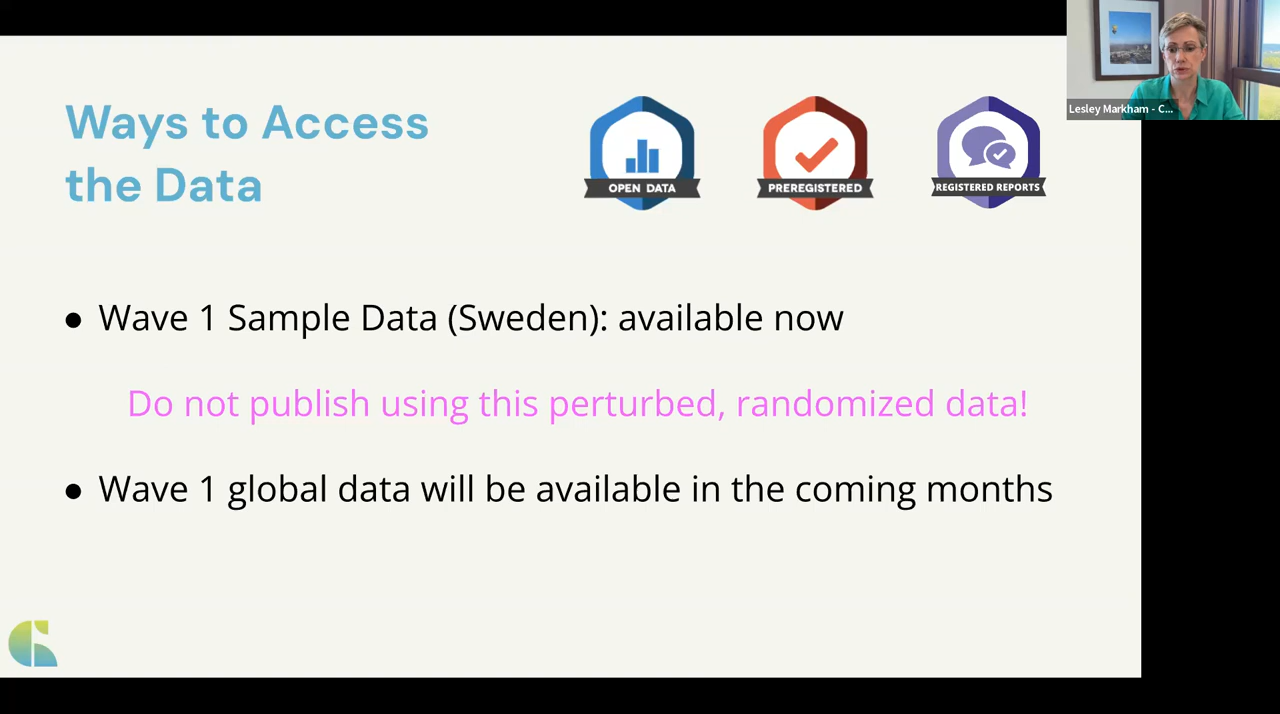 Ways to Access
the Data
OPEN DATA
PREREGISTERED
REGISTERED REPORTS
Lesley Markham - C...
● Wave 1 Sample Data (Sweden): available now
Do not publish using this perturbed, randomized data!
● Wave 1 global data will be available in the coming months